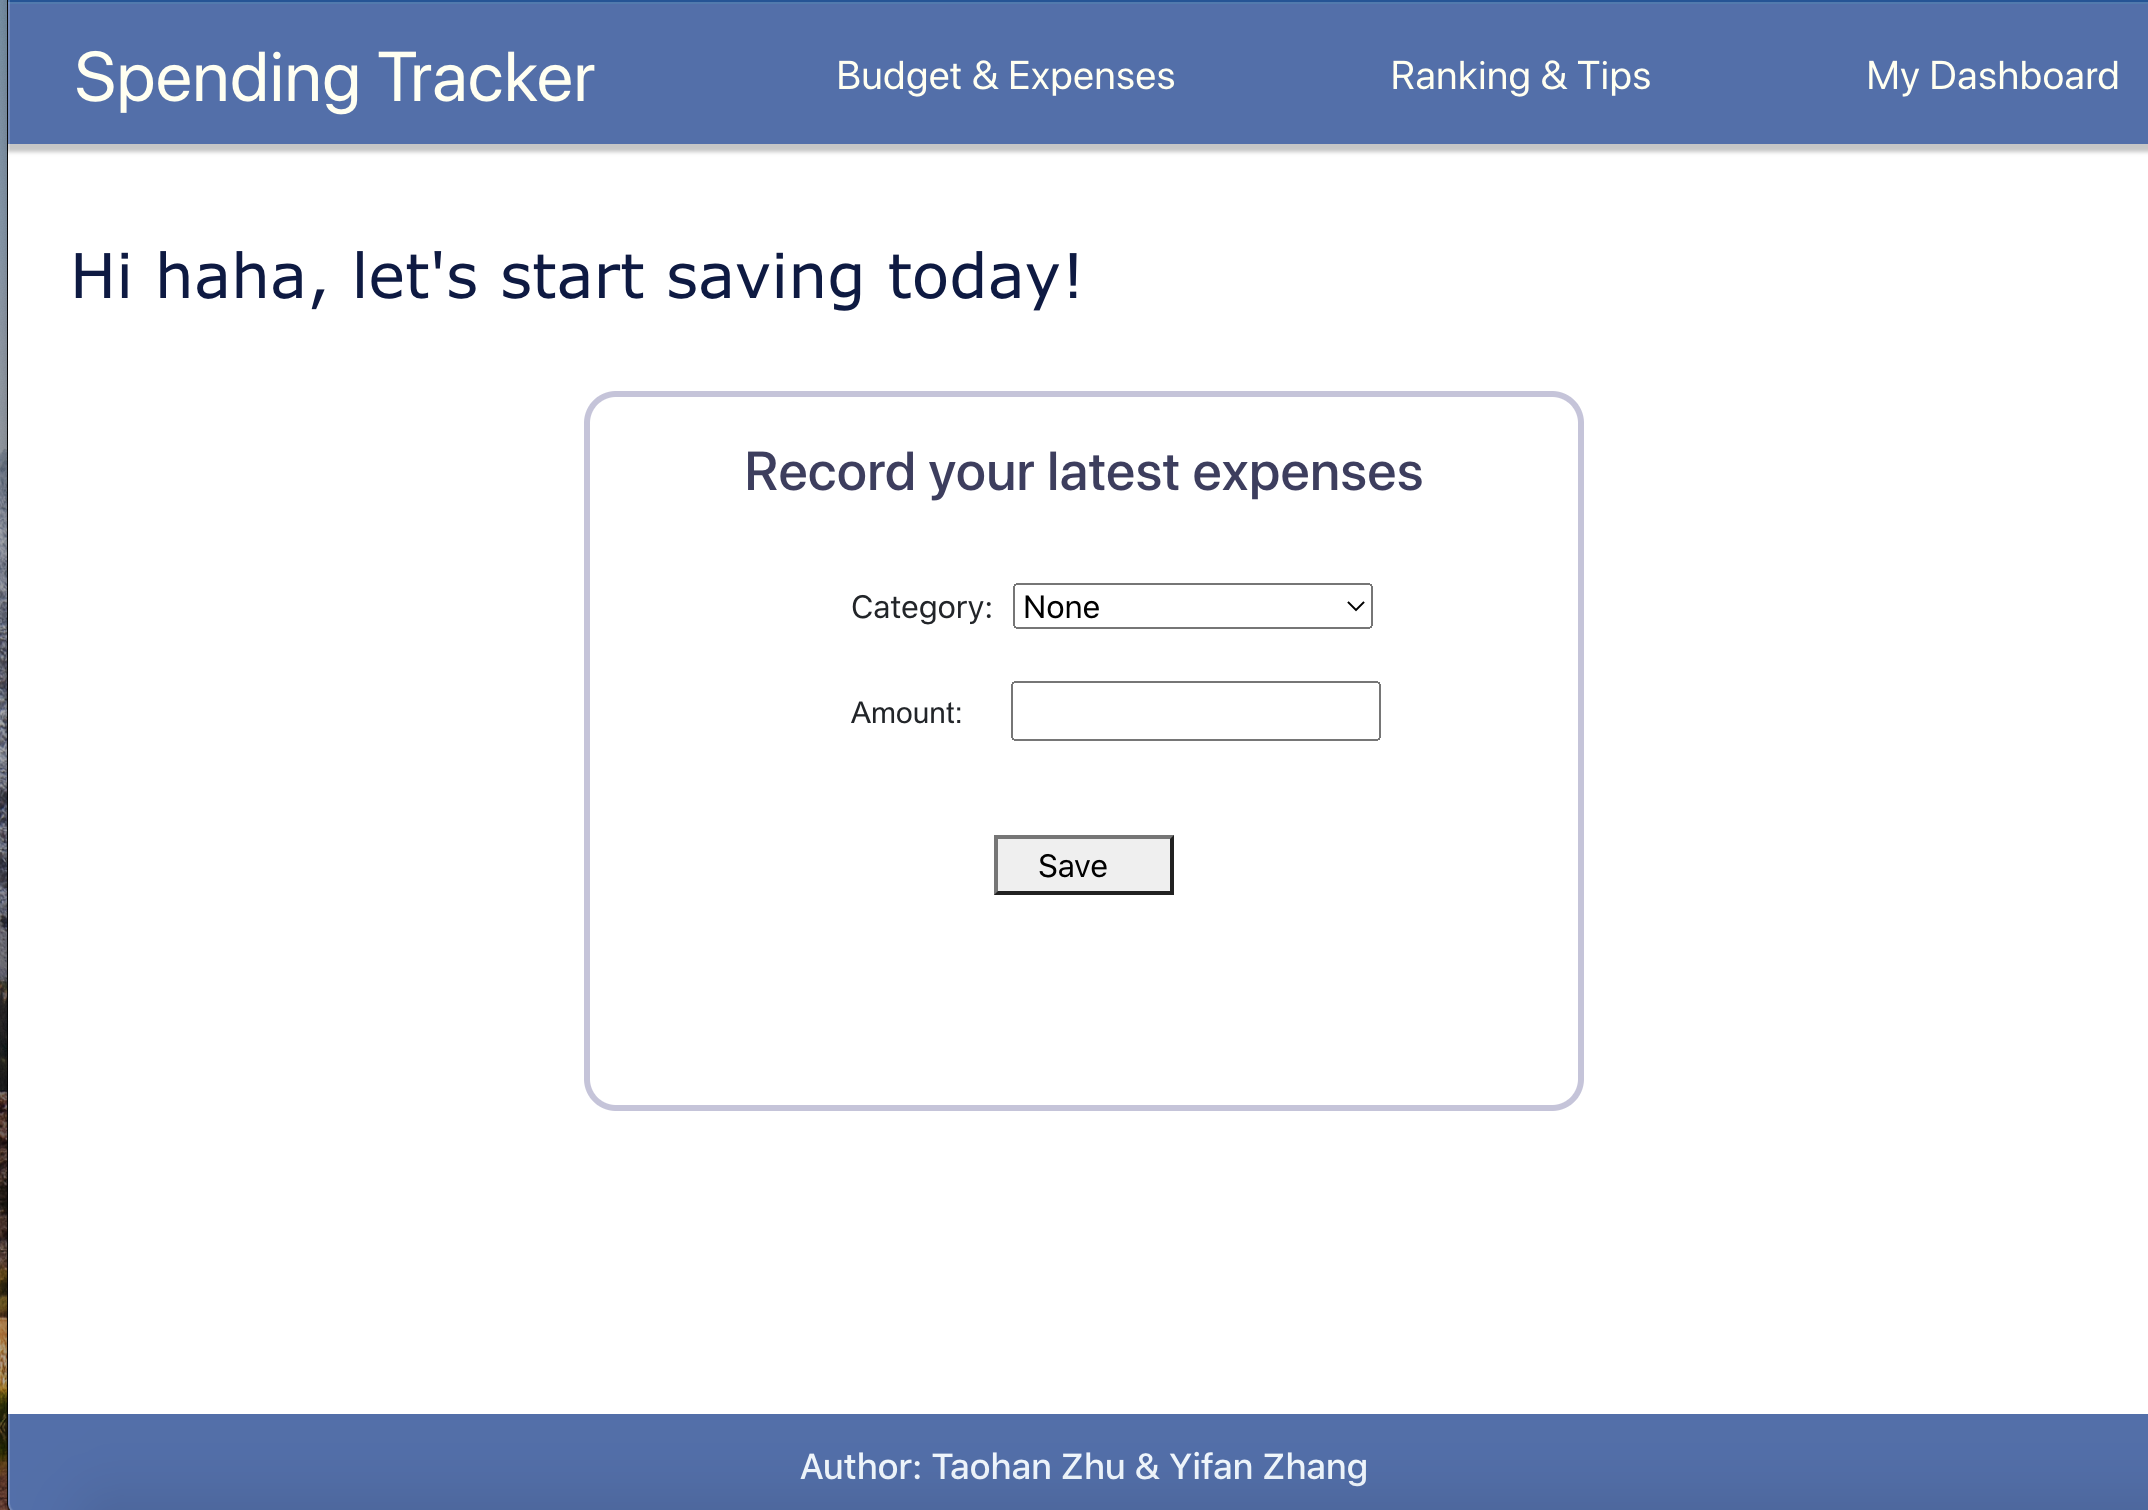 Spending Tracker Budget & Expenses Ranking & Tips My Dashboard
Hi haha, let's start saving today!
Record your latest expenses
Category: None
Amount:
Save
Author: Taohan Zhu & Yifan Zhang